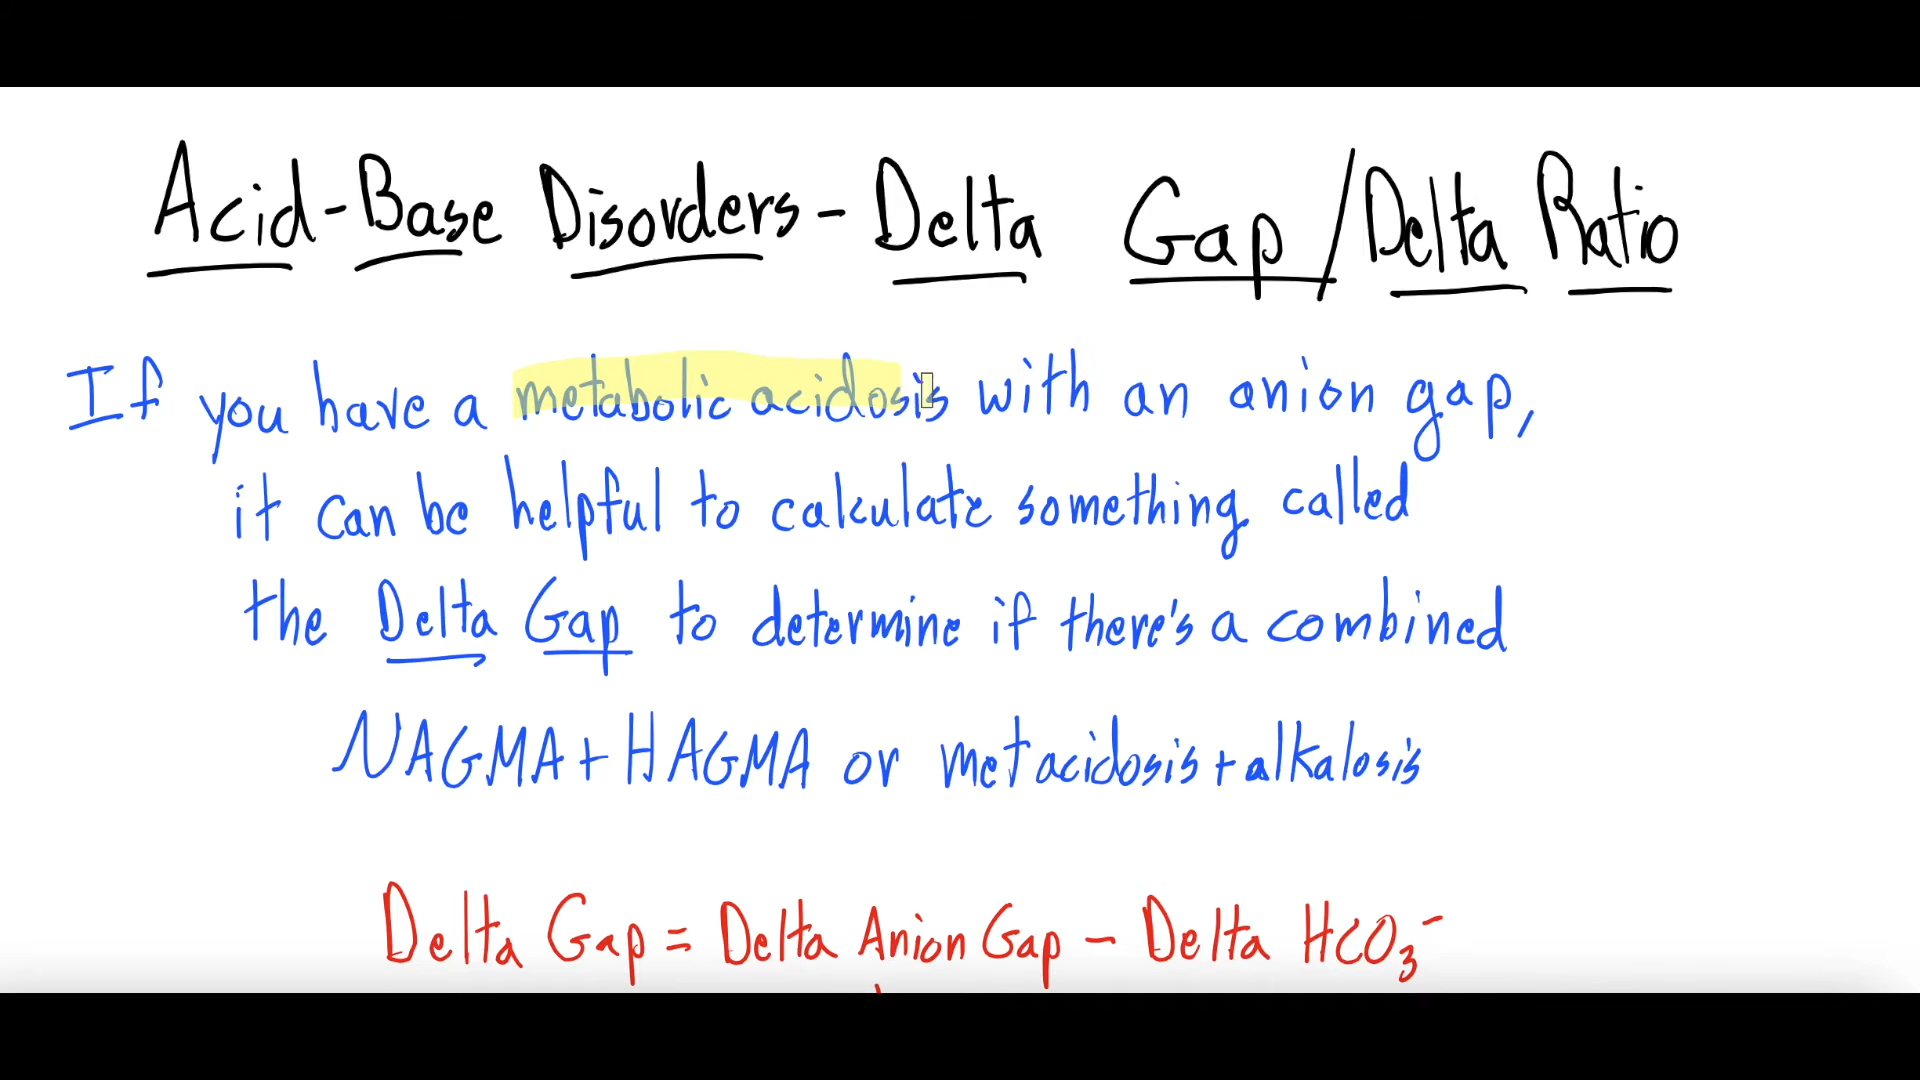 Acid-Base Disorders - Delta Gap/Delta Ratio
If you have a metabolic acidosis with an anion gap,
it can be helpful to calculate something called
the Delta Gap to determine if there's a combined
NAGMA + HAGMA or met acidosis + alkalosis
Delta Gap = Delta Anion Gap - Delta HCO₃⁻